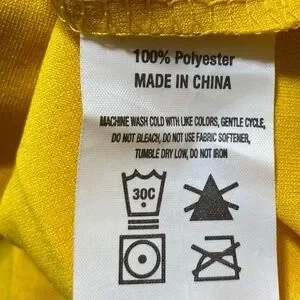 100% Polyester
MADE IN CHINA
MACHINE WASH COLD WITH LIKE COLORS, GENTLE CYCLE,
DO NOT BLEACH, DO NOT USE FABRIC SOFTENER,
TUMBLE DRY LOW, DO NOT IRON
30C